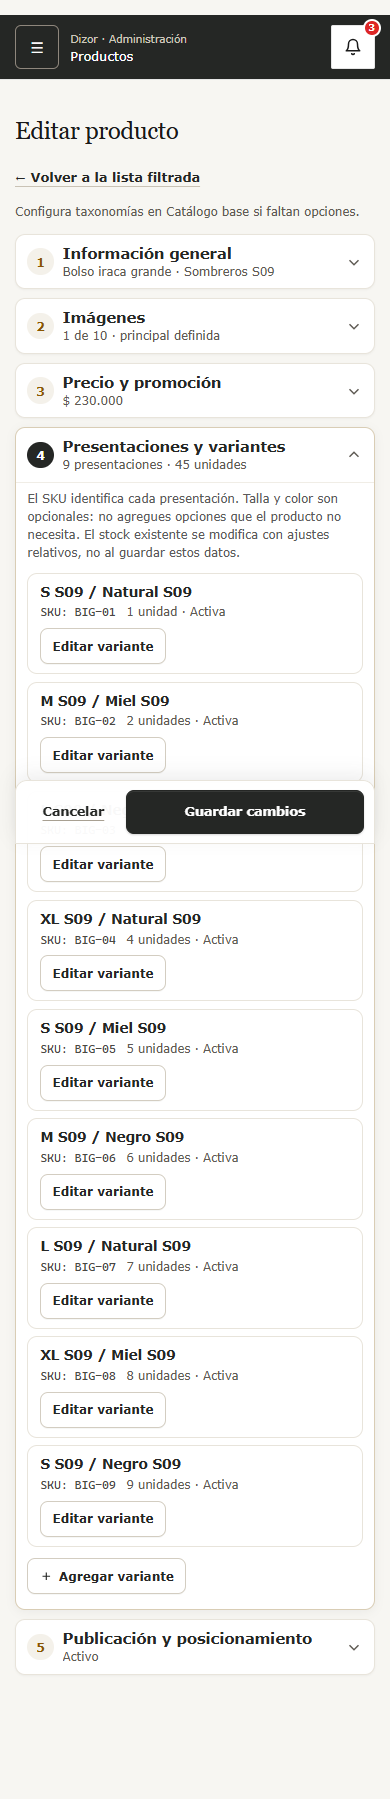 Dizor · Administración
Productos
3
Editar producto
← Volver a la lista filtrada
Configura taxonomías en Catálogo base si faltan opciones.
1
Información general
Bolso iraca grande · Sombreros S09
2
Imágenes
1 de 10 · principal definida
3
Precio y promoción
$ 230.000
4
Presentaciones y variantes
9 presentaciones · 45 unidades
El SKU identifica cada presentación. Talla y color son
opcionales: no agregues opciones que el producto no
necesita. El stock existente se modifica con ajustes
relativos, no al guardar estos datos.
S S09 / Natural S09
SKU: BIG-01 1 unidad · Activa
Editar variante
M S09 / Miel S09
SKU: BIG-02 2 unidades · Activa
Editar variante
Cancelar
Guardar cambios
Editar variante
XL S09 / Natural S09
SKU: BIG-04 4 unidades · Activa
Editar variante
S S09 / Miel S09
SKU: BIG-05 5 unidades · Activa
Editar variante
M S09 / Negro S09
SKU: BIG-06 6 unidades · Activa
Editar variante
L S09 / Natural S09
SKU: BIG-07 7 unidades · Activa
Editar variante
XL S09 / Miel S09
SKU: BIG-08 8 unidades · Activa
Editar variante
S S09 / Negro S09
SKU: BIG-09 9 unidades · Activa
Editar variante
+ Agregar variante
5
Publicación y posicionamiento
Activo